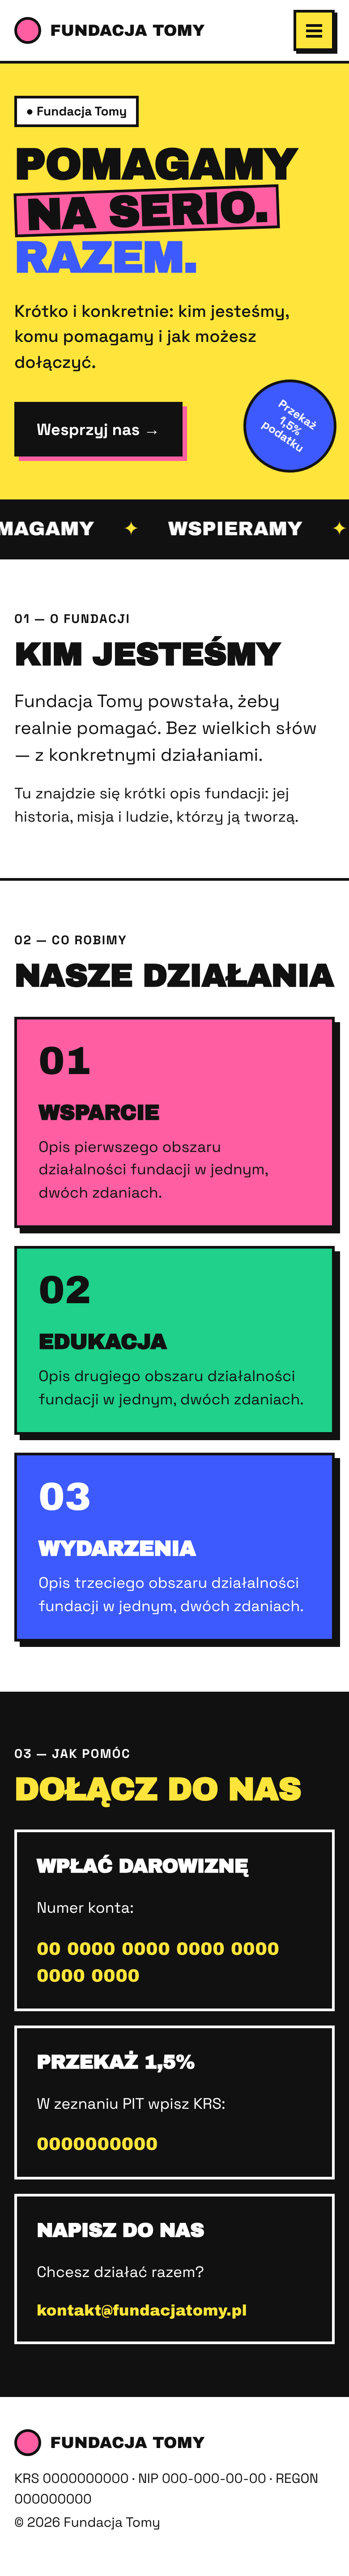 FUNDACJA TOMY
● Fundacja Tomy
POMAGAMY
NA SERIO.
RAZEM.
Krótko i konkretnie: kim jesteśmy,
komu pomagamy i jak możesz
dołączyć.
Wesprzyj nas →
Przekaż
1,5%
podatku
MAGAMY ✦ WSPIERAMY ✦
01 — O FUNDACJI
KIM JESTEŚMY
Fundacja Tomy powstała, żeby
realnie pomagać. Bez wielkich słów
— z konkretnymi działaniami.
Tu znajdzie się krótki opis fundacji: jej
historia, misja i ludzie, którzy ją tworzą.
02 — CO ROBIMY
NASZE DZIAŁANIA
01
WSPARCIE
Opis pierwszego obszaru
działalności fundacji w jednym,
dwóch zdaniach.
02
EDUKACJA
Opis drugiego obszaru działalności
fundacji w jednym, dwóch zdaniach.
03
WYDARZENIA
Opis trzeciego obszaru działalności
fundacji w jednym, dwóch zdaniach.
03 — JAK POMÓC
DOŁĄCZ DO NAS
WPŁAĆ DAROWIZNĘ
Numer konta:
00 0000 0000 0000 0000
0000 0000
PRZEKAŻ 1,5%
W zeznaniu PIT wpisz KRS:
0000000000
NAPISZ DO NAS
Chcesz działać razem?
kontakt@fundacjatomy.pl
FUNDACJA TOMY
KRS 0000000000 · NIP 000-000-00-00 · REGON
000000000
© 2026 Fundacja Tomy